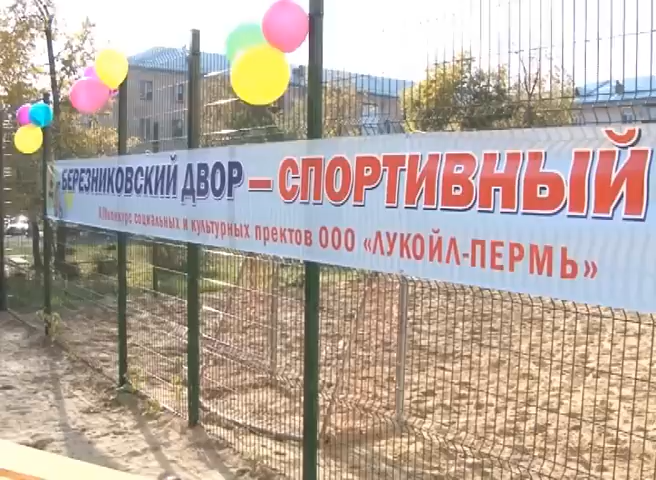 БЕРЕЗНИКОВСКИЙ ДВОР – СПОРТИВНЫЙ
конкурс социальных и культурных пректов ООО «ЛУКОЙЛ-ПЕРМЬ»